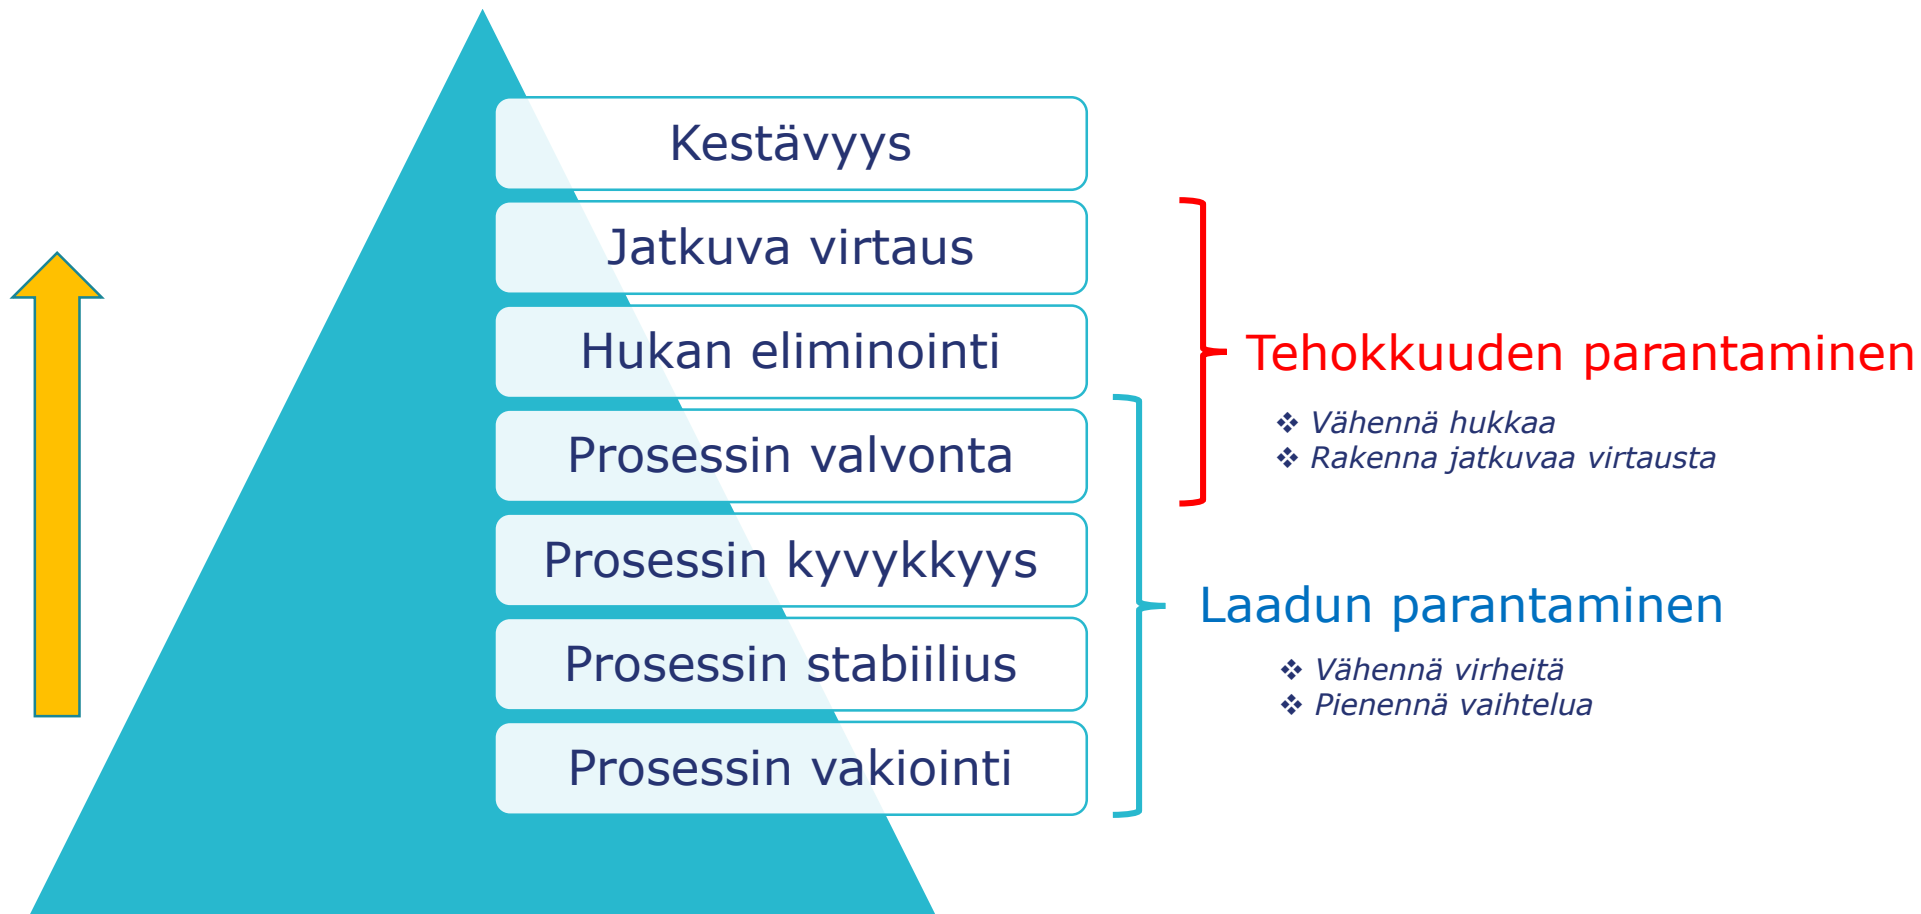 Kestävyys
Jatkuva virtaus
Hukan eliminointi
Prosessin valvonta
Prosessin kyvykkyys
Prosessin stabiilius
Prosessin vakiointi
Tehokkuuden parantaminen
❖ Vähennä hukkaa
❖ Rakenna jatkuvaa virtausta
Laadun parantaminen
❖ Vähennä virheitä
❖ Pienennä vaihtelua